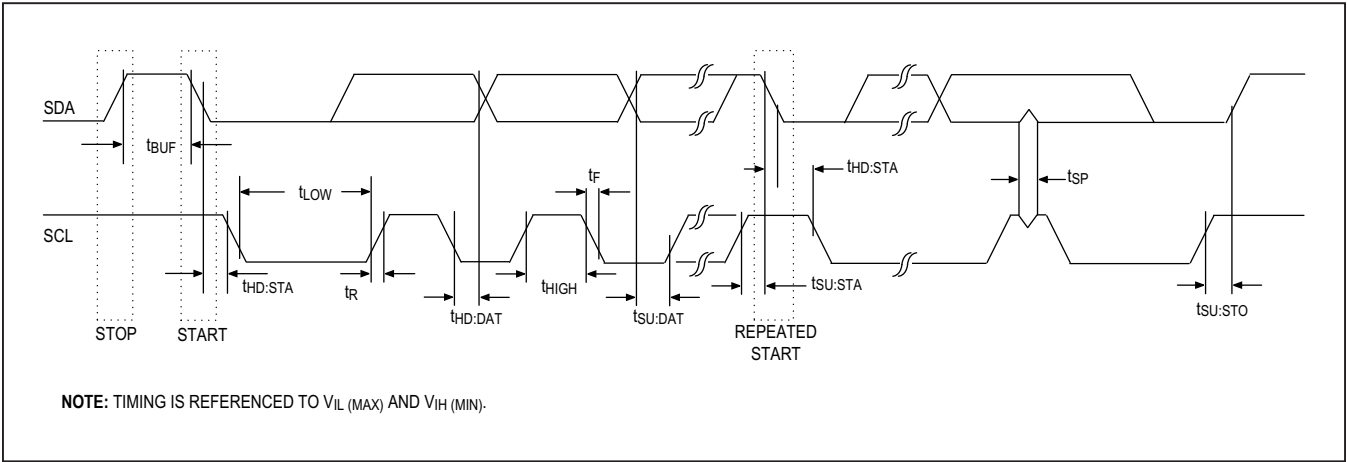 SDA
tBUF
tLOW
tF
tHD:STA
tSP
SCL
tHD:STA
tR
tHD:DAT
tHIGH
tSU:DAT
tSU:STA
tSU:STO
STOP
START
REPEATED
START
NOTE: TIMING IS REFERENCED TO VIL (MAX) AND VIH (MIN).